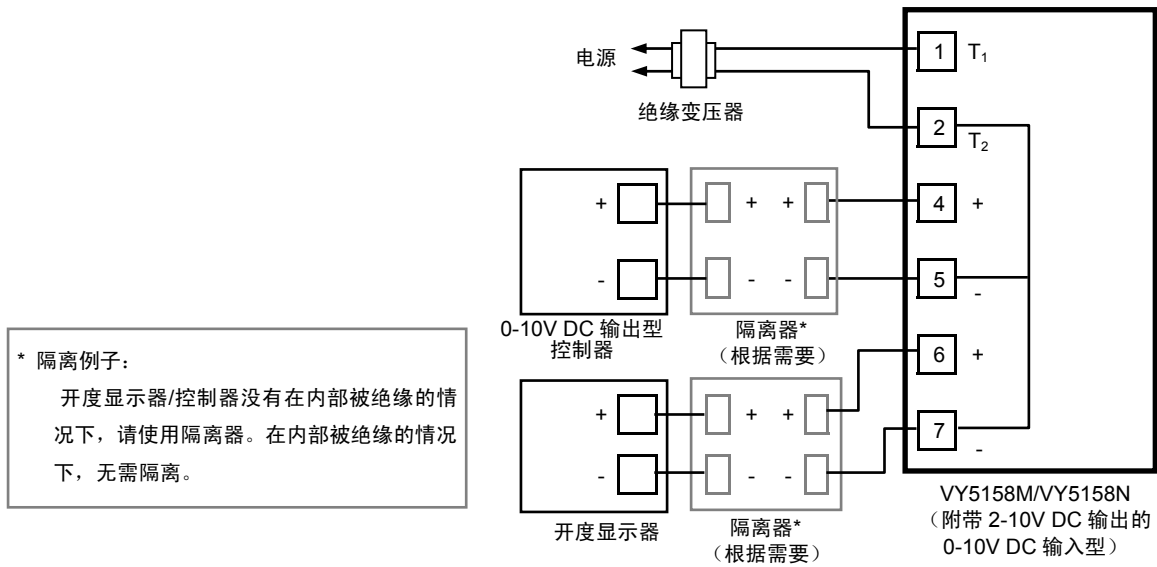 电源
绝缘变压器
1 T₁
2 T₂
4 +
5 -
6 +
7 -
+ + + 
- - -
0-10V DC 输出型
控制器
隔离器*
（根据需要）
+ + +
- - -
开度显示器
隔离器*
（根据需要）
VY5158M/VY5158N
（附带 2-10V DC 输出的
0-10V DC 输入型）
* 隔离例子：
开度显示器/控制器没有在内部被绝缘的情
况下，请使用隔离器。在内部被绝缘的情况
下，无需隔离。